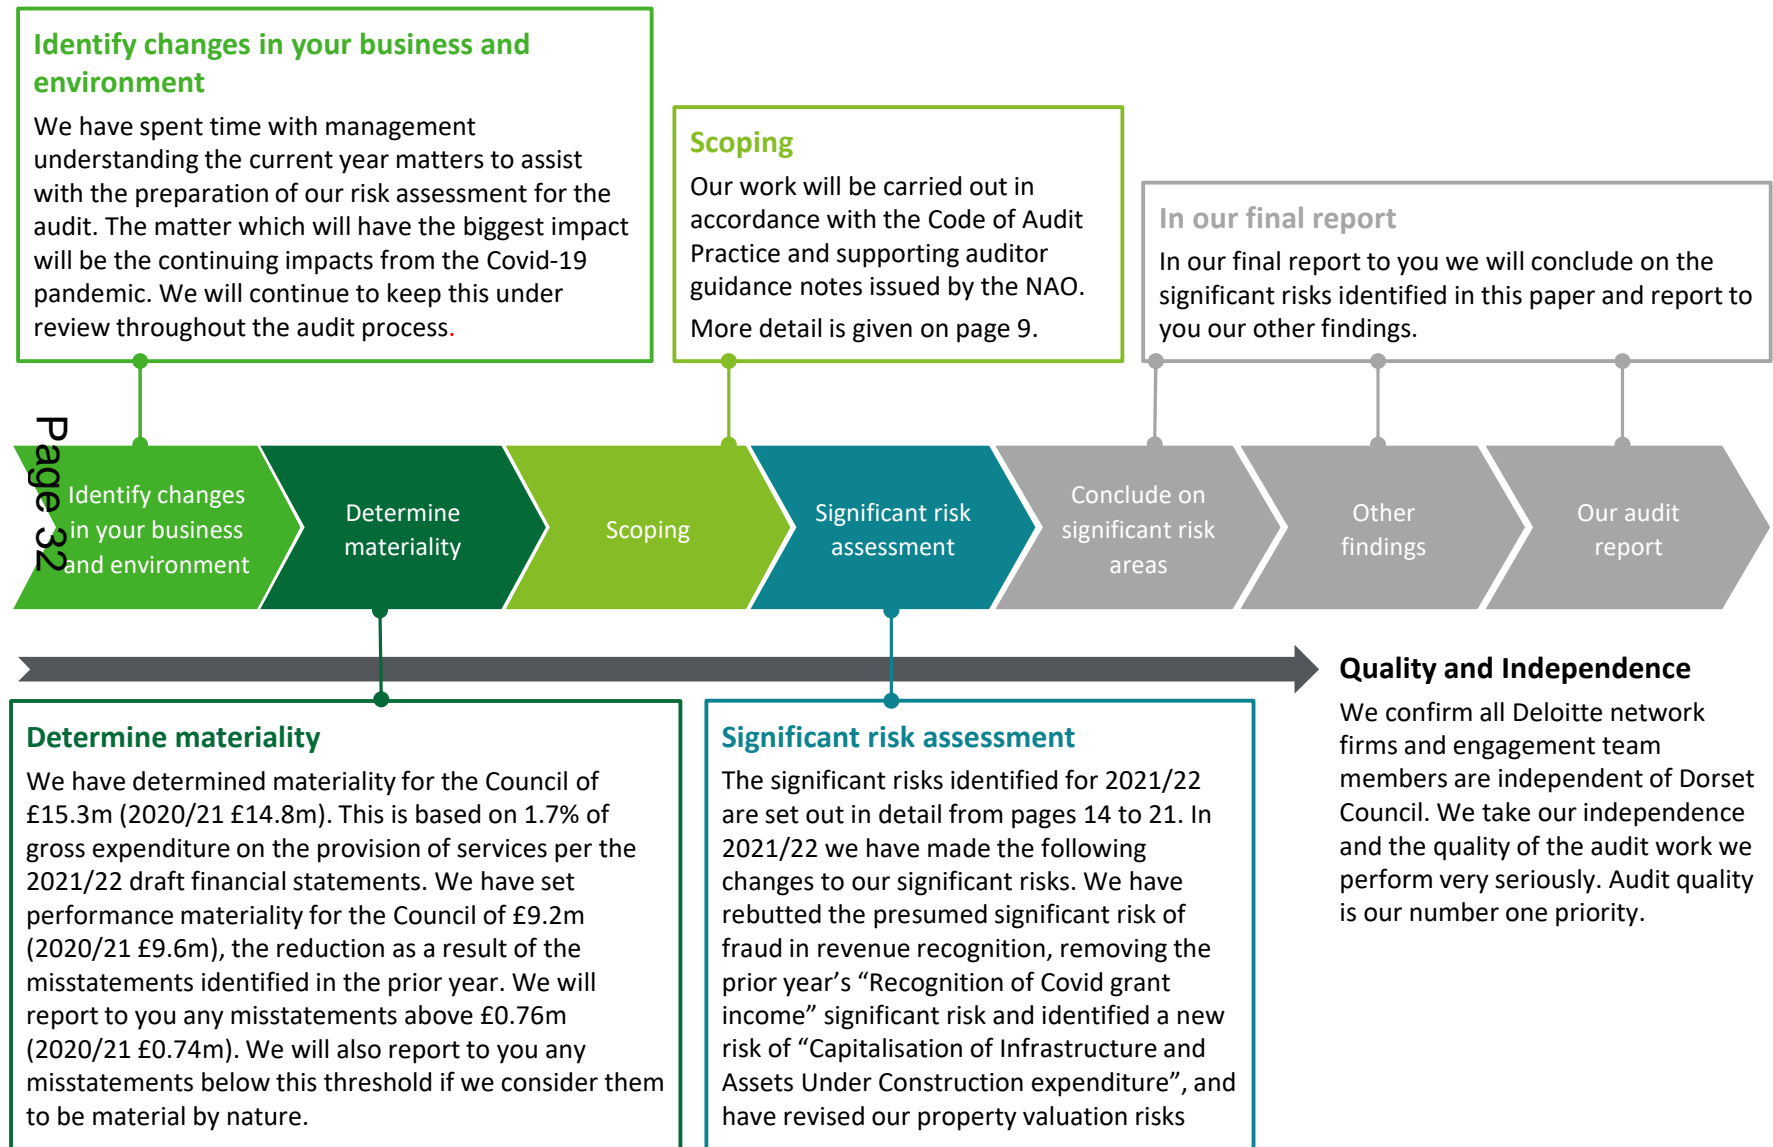 Identify changes in your business and
environment
We have spent time with management
understanding the current year matters to assist
with the preparation of our risk assessment for the
audit. The matter which will have the biggest impact
will be the continuing impacts from the Covid-19
pandemic. We will continue to keep this under
review throughout the audit process.
Scoping
Our work will be carried out in
accordance with the Code of Audit
Practice and supporting auditor
guidance notes issued by the NAO.
More detail is given on page 9.
In our final report
In our final report to you we will conclude on the
significant risks identified in this paper and report to
you our other findings.
Page 32
Identify changes
in your business
and environment
Determine
materiality
Scoping
Significant risk
assessment
Conclude on
significant risk
areas
Other
findings
Our audit
report
Determine materiality
We have determined materiality for the Council of
£15.3m (2020/21 £14.8m). This is based on 1.7% of
gross expenditure on the provision of services per the
2021/22 draft financial statements. We have set
performance materiality for the Council of £9.2m
(2020/21 £9.6m), the reduction as a result of the
misstatements identified in the prior year. We will
report to you any misstatements above £0.76m
(2020/21 £0.74m). We will also report to you any
misstatements below this threshold if we consider them
to be material by nature.
Significant risk assessment
The significant risks identified for 2021/22
are set out in detail from pages 14 to 21. In
2021/22 we have made the following
changes to our significant risks. We have
rebutted the presumed significant risk of
fraud in revenue recognition, removing the
prior year’s “Recognition of Covid grant
income” significant risk and identified a new
risk of “Capitalisation of Infrastructure and
Assets Under Construction expenditure”, and
have revised our property valuation risks
Quality and Independence
We confirm all Deloitte network
firms and engagement team
members are independent of Dorset
Council. We take our independence
and the quality of the audit work we
perform very seriously. Audit quality
is our number one priority.